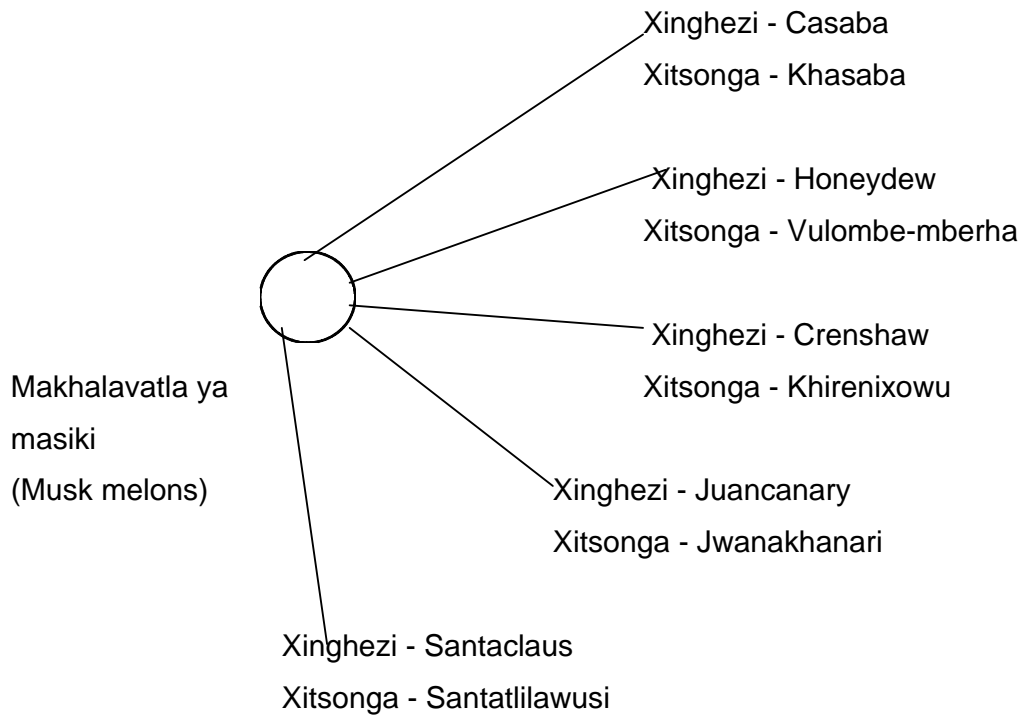 Xinghezi - Casaba
Xitsonga - Khasaba
Xinghezi - Honeydew
Xitsonga - Vulombe-mberha
Xinghezi - Crenshaw
Xitsonga - Khirenixowu
Makhalavatla ya
masiki
(Musk melons)
Xinghezi - Juancanary
Xitsonga - Jwanakhanari
Xinghezi - Santaclaus
Xitsonga - Santatlilawusi